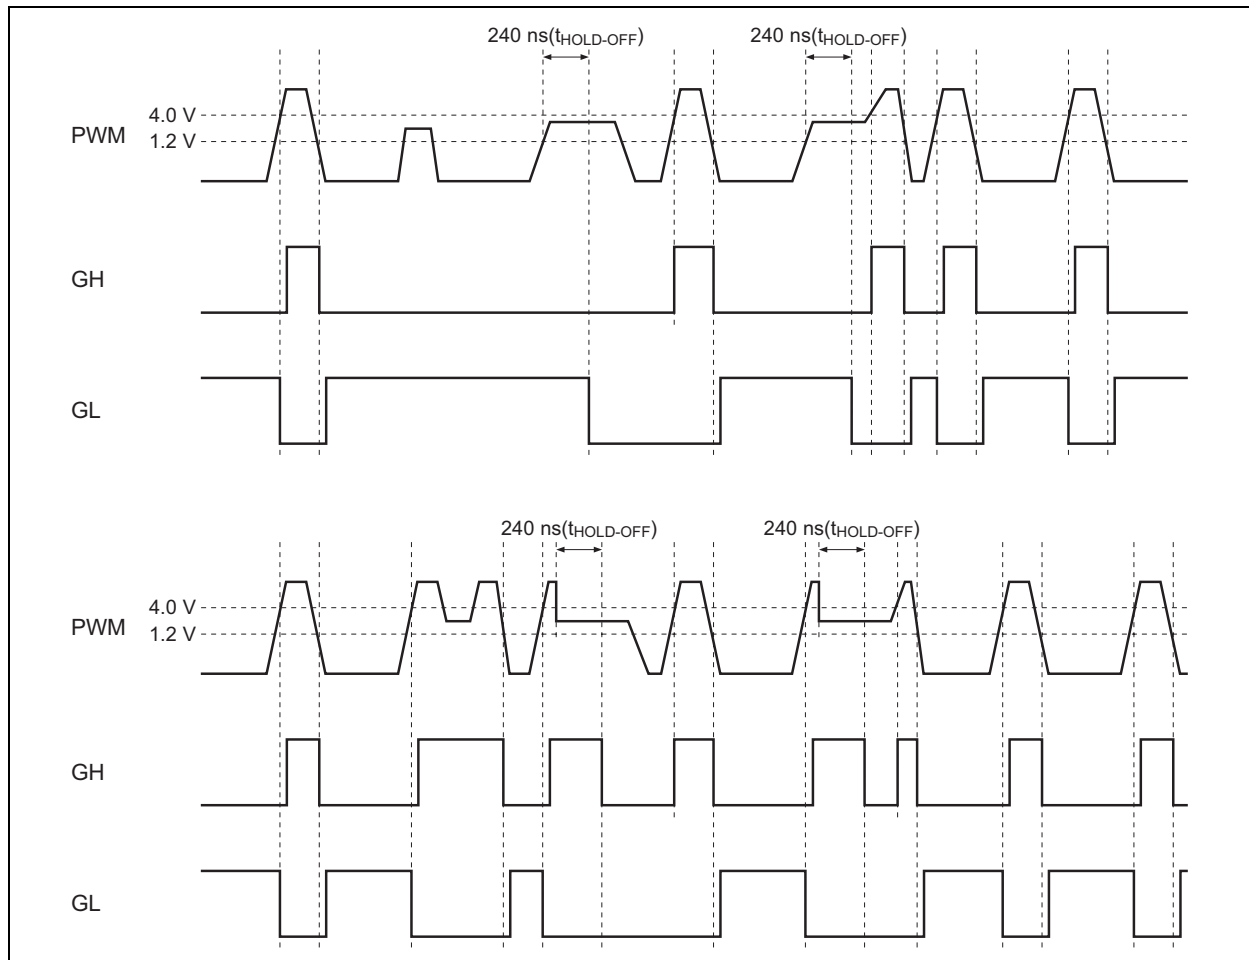 240 ns(tHOLD-OFF) 240 ns(tHOLD-OFF)
4.0 V
PWM 1.2 V
GH
GL
240 ns(tHOLD-OFF) 240 ns(tHOLD-OFF)
4.0 V
PWM 1.2 V
GH
GL